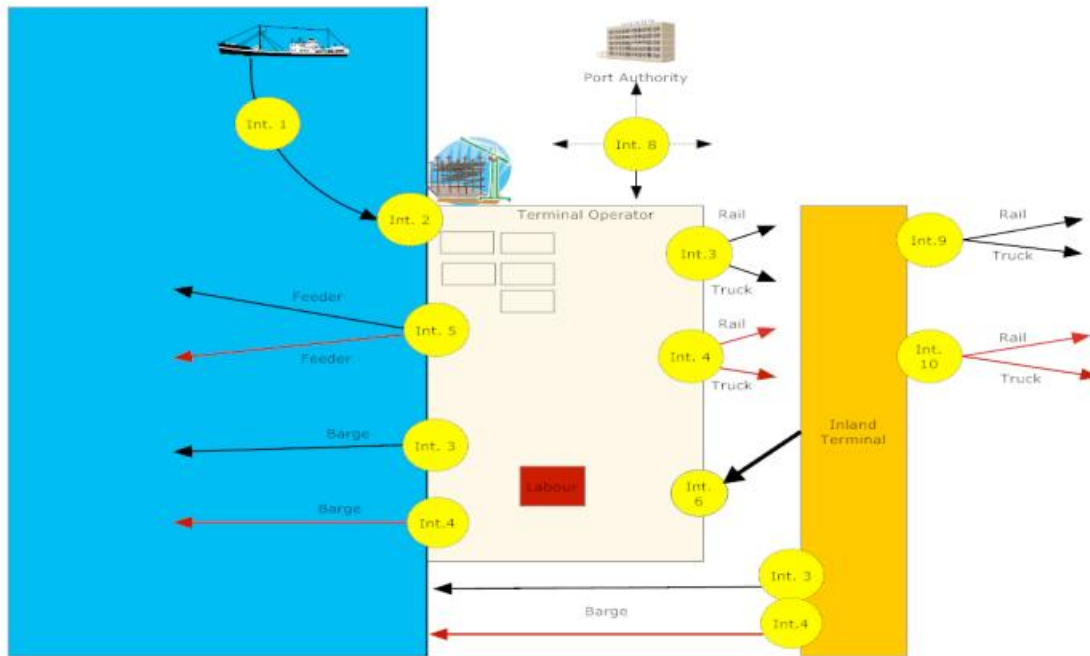 Port Authority
Int. 1
Int. 8
Int. 2
Terminal Operator
Rail
Int.3
Truck
Rail
Int.9
Truck
Feeder
Int. 5
Feeder
Rail
Int. 4
Truck
Rail
Int.
10
Truck
Barge
Int. 3
Inland
Terminal
Labour
Int.
6
Barge
Int.4
Int. 3
Barge
Int.4